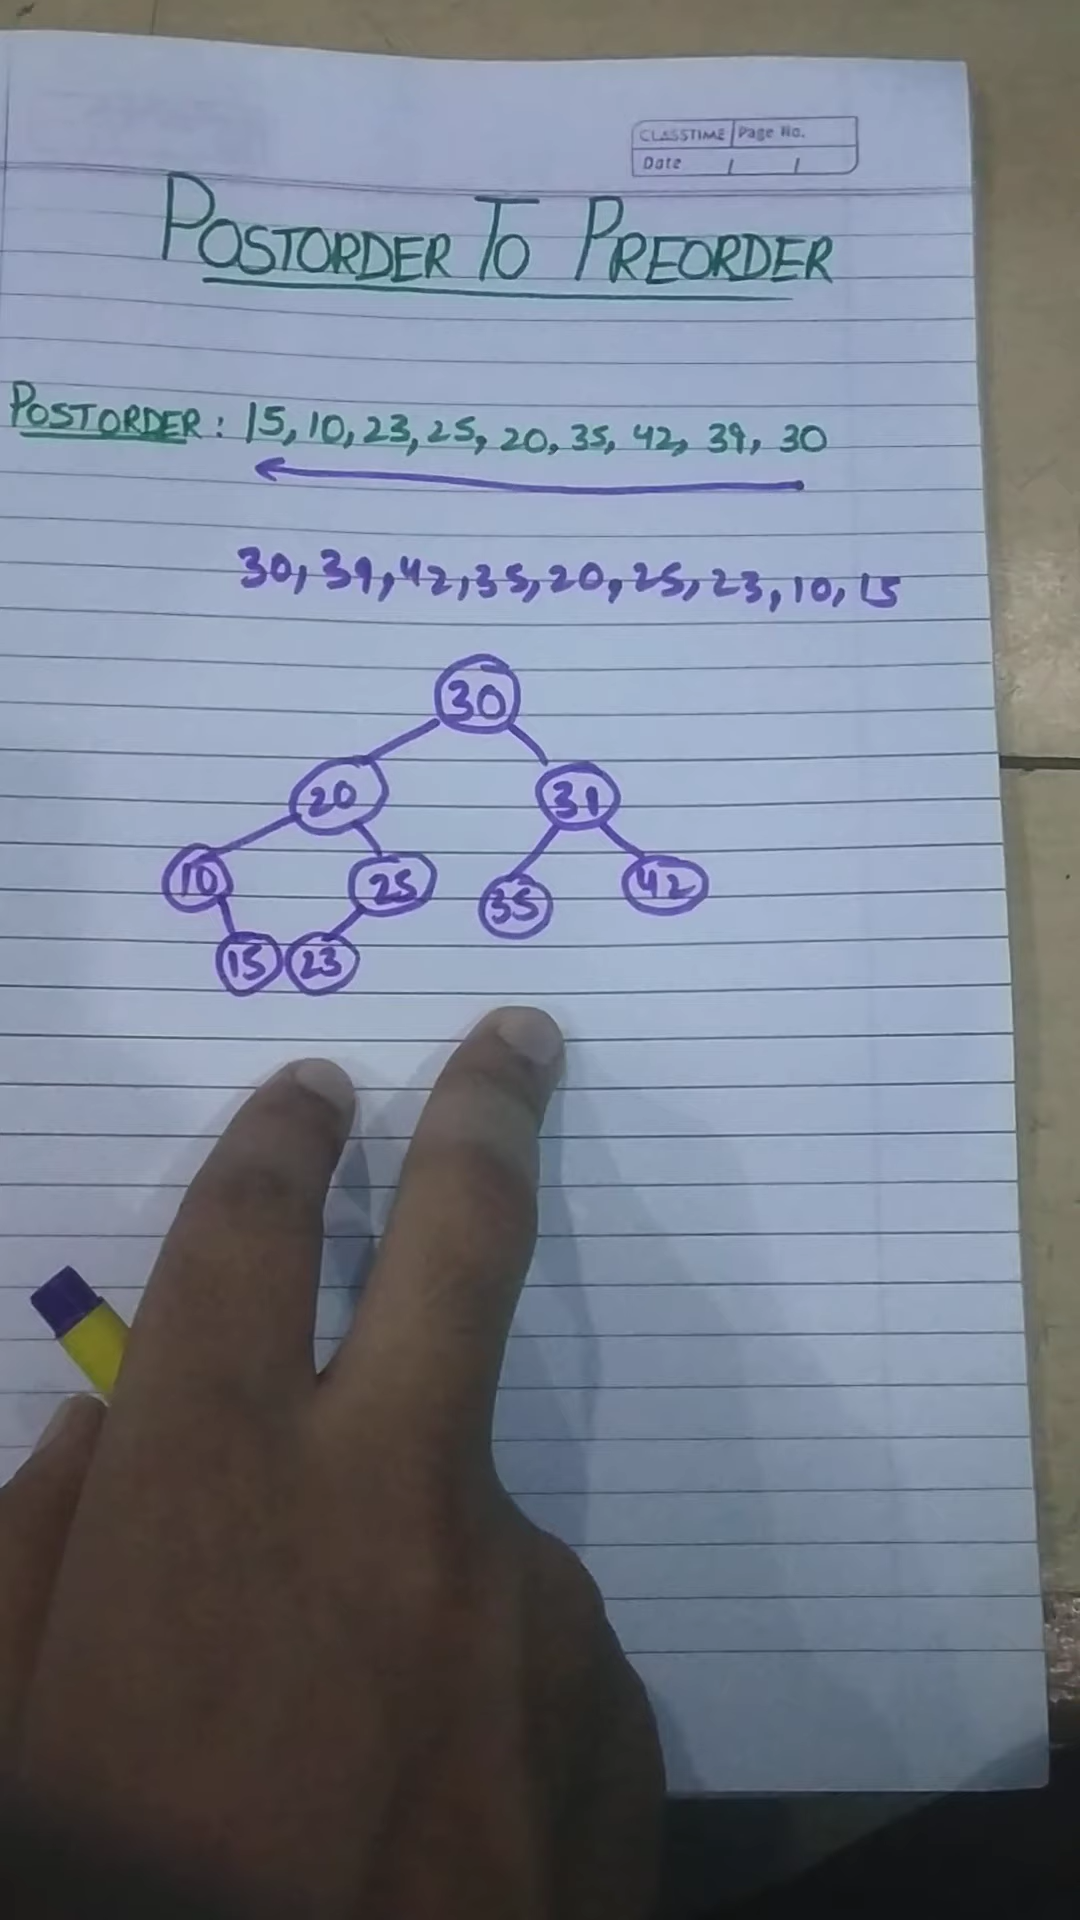 CLASSTIME Page No.
Date / /
POSTORDER TO PREORDER
POSTORDER: 15, 10, 23, 25, 20, 35, 42, 39, 30
30, 39, 42, 35, 20, 25, 23, 10, 15
30
20 39
10 25 35 42
15 23